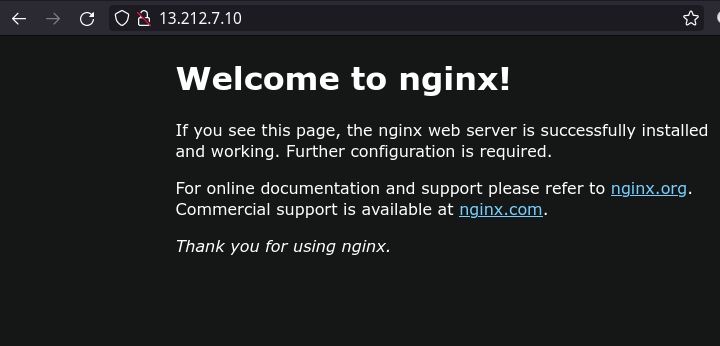 13.212.7.10
Welcome to nginx!
If you see this page, the nginx web server is successfully installed
and working. Further configuration is required.
For online documentation and support please refer to nginx.org.
Commercial support is available at nginx.com.
Thank you for using nginx.